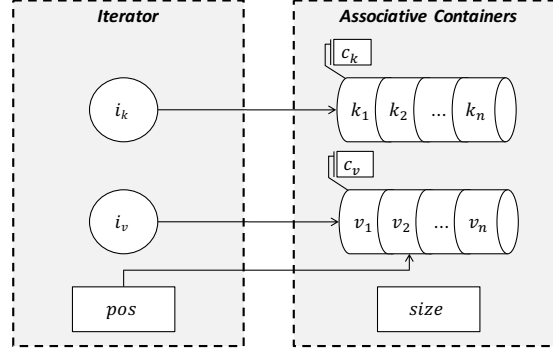 Iterator
Associative Containers
c_k
i_k
k_1 k_2 ... k_n
c_v
i_v
v_1 v_2 ... v_n
pos
size